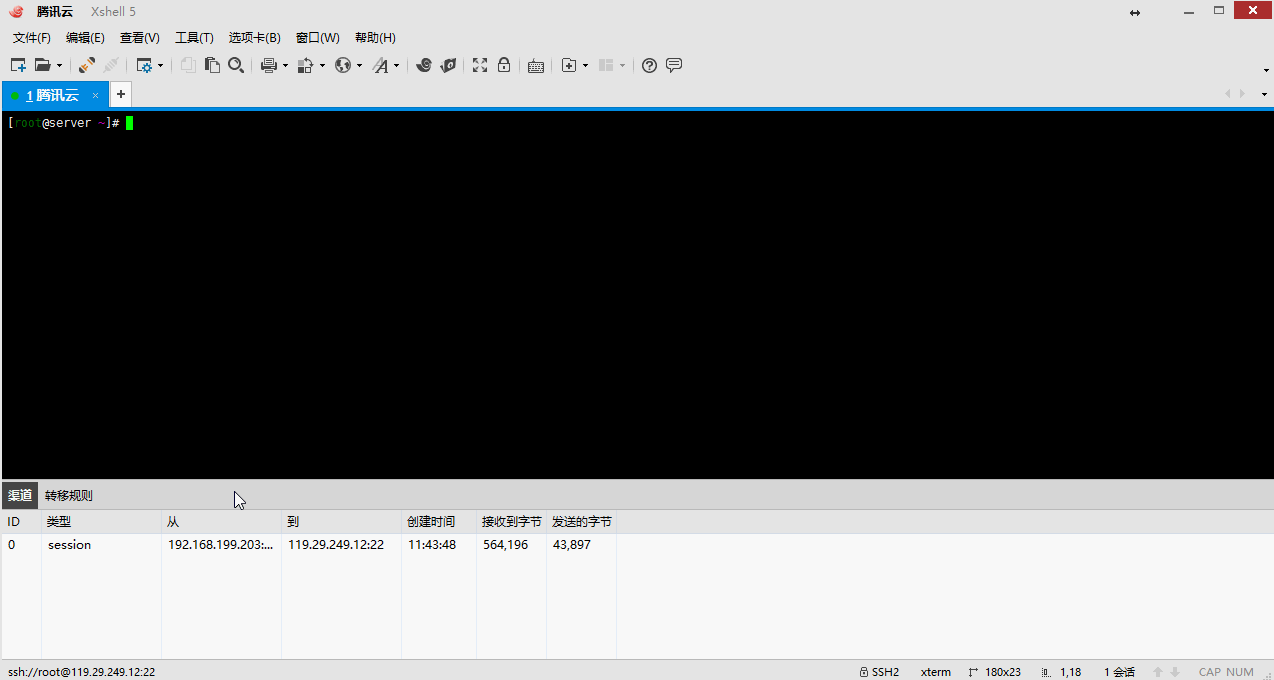 腾讯云 Xshell 5
文件(F) 编辑(E) 查看(V) 工具(T) 选项卡(B) 窗口(W) 帮助(H)
1 腾讯云 × +
[root@server ~]#
渠道 转移规则
ID 类型 从 到 创建时间 接收到字节 发送的字节
0 session 192.168.199.203:... 119.29.249.12:22 11:43:48 564,196 43,897
ssh://root@119.29.249.12:22 SSH2 xterm 180x23 1,18 1 会话 CAP NUM